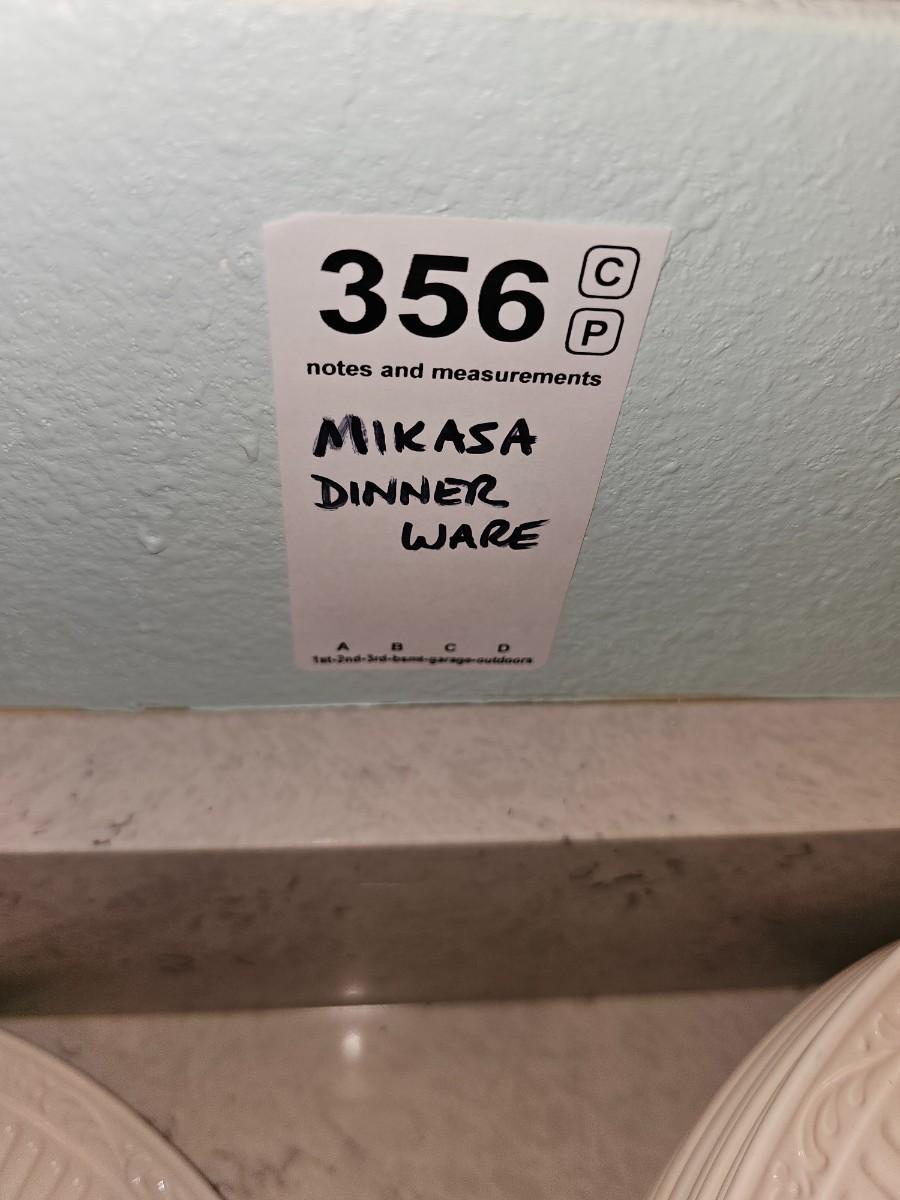 356 C
P
notes and measurements
MIKASA
DINNER
WARE
A B C D
1st-2nd-3rd-bsmt-garage-outdoors